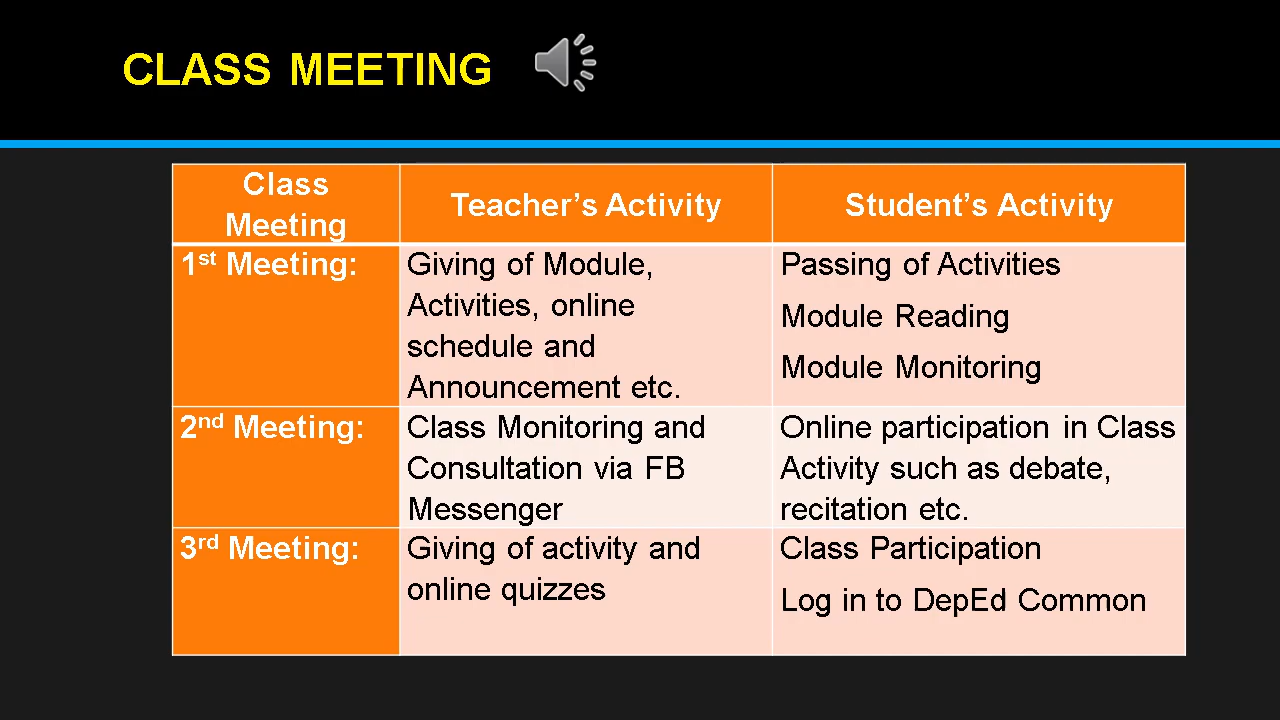 CLASS MEETING
Class
Meeting
Teacher’s Activity
Student’s Activity
1st Meeting:
Giving of Module,
Activities, online
schedule and
Announcement etc.
Passing of Activities
Module Reading
Module Monitoring
2nd Meeting:
Class Monitoring and
Consultation via FB
Messenger
Online participation in Class
Activity such as debate,
recitation etc.
3rd Meeting:
Giving of activity and
online quizzes
Class Participation
Log in to DepEd Common